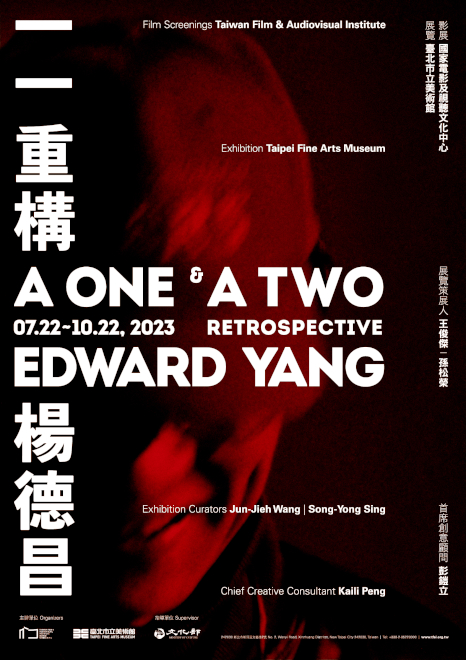 Film Screenings Taiwan Film & Audiovisual Institute
影展 國家電影及視聽文化中心
展覽 臺北市立美術館
Exhibition Taipei Fine Arts Museum
一一重構
A ONE & A TWO
07.22~10.22, 2023 RETROSPECTIVE
EDWARD YANG
楊德昌
展覽策展人 王俊傑 – 孫松榮
Exhibition Curators Jun-Jieh Wang | Song-Yong Sing
首席創意顧問 彭鎧立
Chief Creative Consultant Kaili Peng
主辦單位 Organizers
指導單位 Supervisor
臺北市立美術館
TAIPEI FINE ARTS MUSEUM
文化部